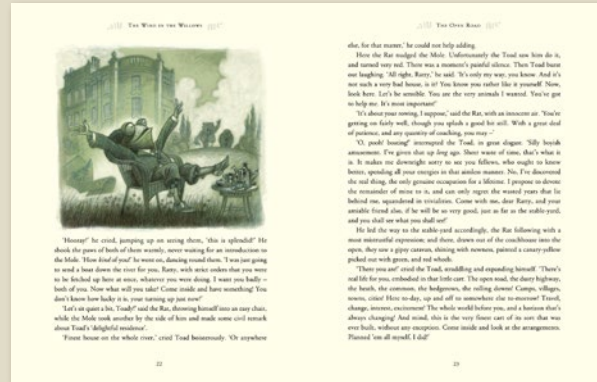 The Wind in the Willows
'Hooray!' he cried, jumping up on seeing them, 'this is splendid!' He
shook the paws of both of them warmly, never waiting for an introduction to
the Mole. 'How kind of you!' he went on, dancing round them. 'I was just going
to send a boat down the river for you, Ratty, with strict orders that you were
to be fetched up here at once, whatever you were doing. I want you badly –
both of you. Now what will you take? Come inside and have something! You
don't know how lucky it is, your turning up just now!'
'Let's sit quiet a bit, Toady!' said the Rat, throwing himself into an easy chair,
while the Mole took another by the side of him and made some civil remark
about Toad's 'delightful residence'.
'Finest house on the whole river,' cried Toad boisterously. 'Or anywhere
22
The Open Road
else, for that matter,' he could not help adding.
Here the Rat nudged the Mole. Unfortunately the Toad saw him do it,
and turned very red. There was a moment's painful silence. Then Toad burst
out laughing. 'All right, Ratty,' he said. 'It's only my way, you know. And it's
not such a very bad house, is it? You know you rather like it yourself. Now,
look here. Let's be sensible. You are the very animals I wanted. You've got
to help me. It's most important!'
'It's about your rowing, I suppose,' said the Rat, with an innocent air. 'You're
getting on fairly well, though you splash a good bit still. With a great deal
of patience, and any quantity of coaching, you may –'
'O, pooh! boating!' interrupted the Toad, in great disgust. 'Silly boyish
amusement. I've given that up long ago. Sheer waste of time, that's what it
is. It makes me downright sorry to see you fellows, who ought to know
better, spending all your energies in that aimless manner. No, I've discovered
the real thing, the only genuine occupation for a lifetime. I propose to devote
the remainder of mine to it, and can only regret the wasted years that lie
behind me, squandered in trivialities. Come with me, dear Ratty, and your
amiable friend also, if he will be so very good, just as far as the stable-yard,
and you shall see what you shall see!'
He led the way to the stable-yard accordingly, the Rat following with a
most mistrustful expression; and there, drawn out of the coachhouse into the
open, they saw a gipsy caravan, shining with newness, painted a canary-yellow
picked out with green, and red wheels.
'There you are!' cried the Toad, straddling and expanding himself. 'There's
real life for you, embodied in that little cart. The open road, the dusty highway,
the heath, the common, the hedgerows, the rolling downs! Camps, villages,
towns, cities! Here to-day, up and off to somewhere else to-morrow! Travel,
change, interest, excitement! The whole world before you, and a horizon that's
always changing! And mind, this is the very finest cart of its sort that was
ever built, without any exception. Come inside and look at the arrangements.
Planned 'em all myself, I did!'
23